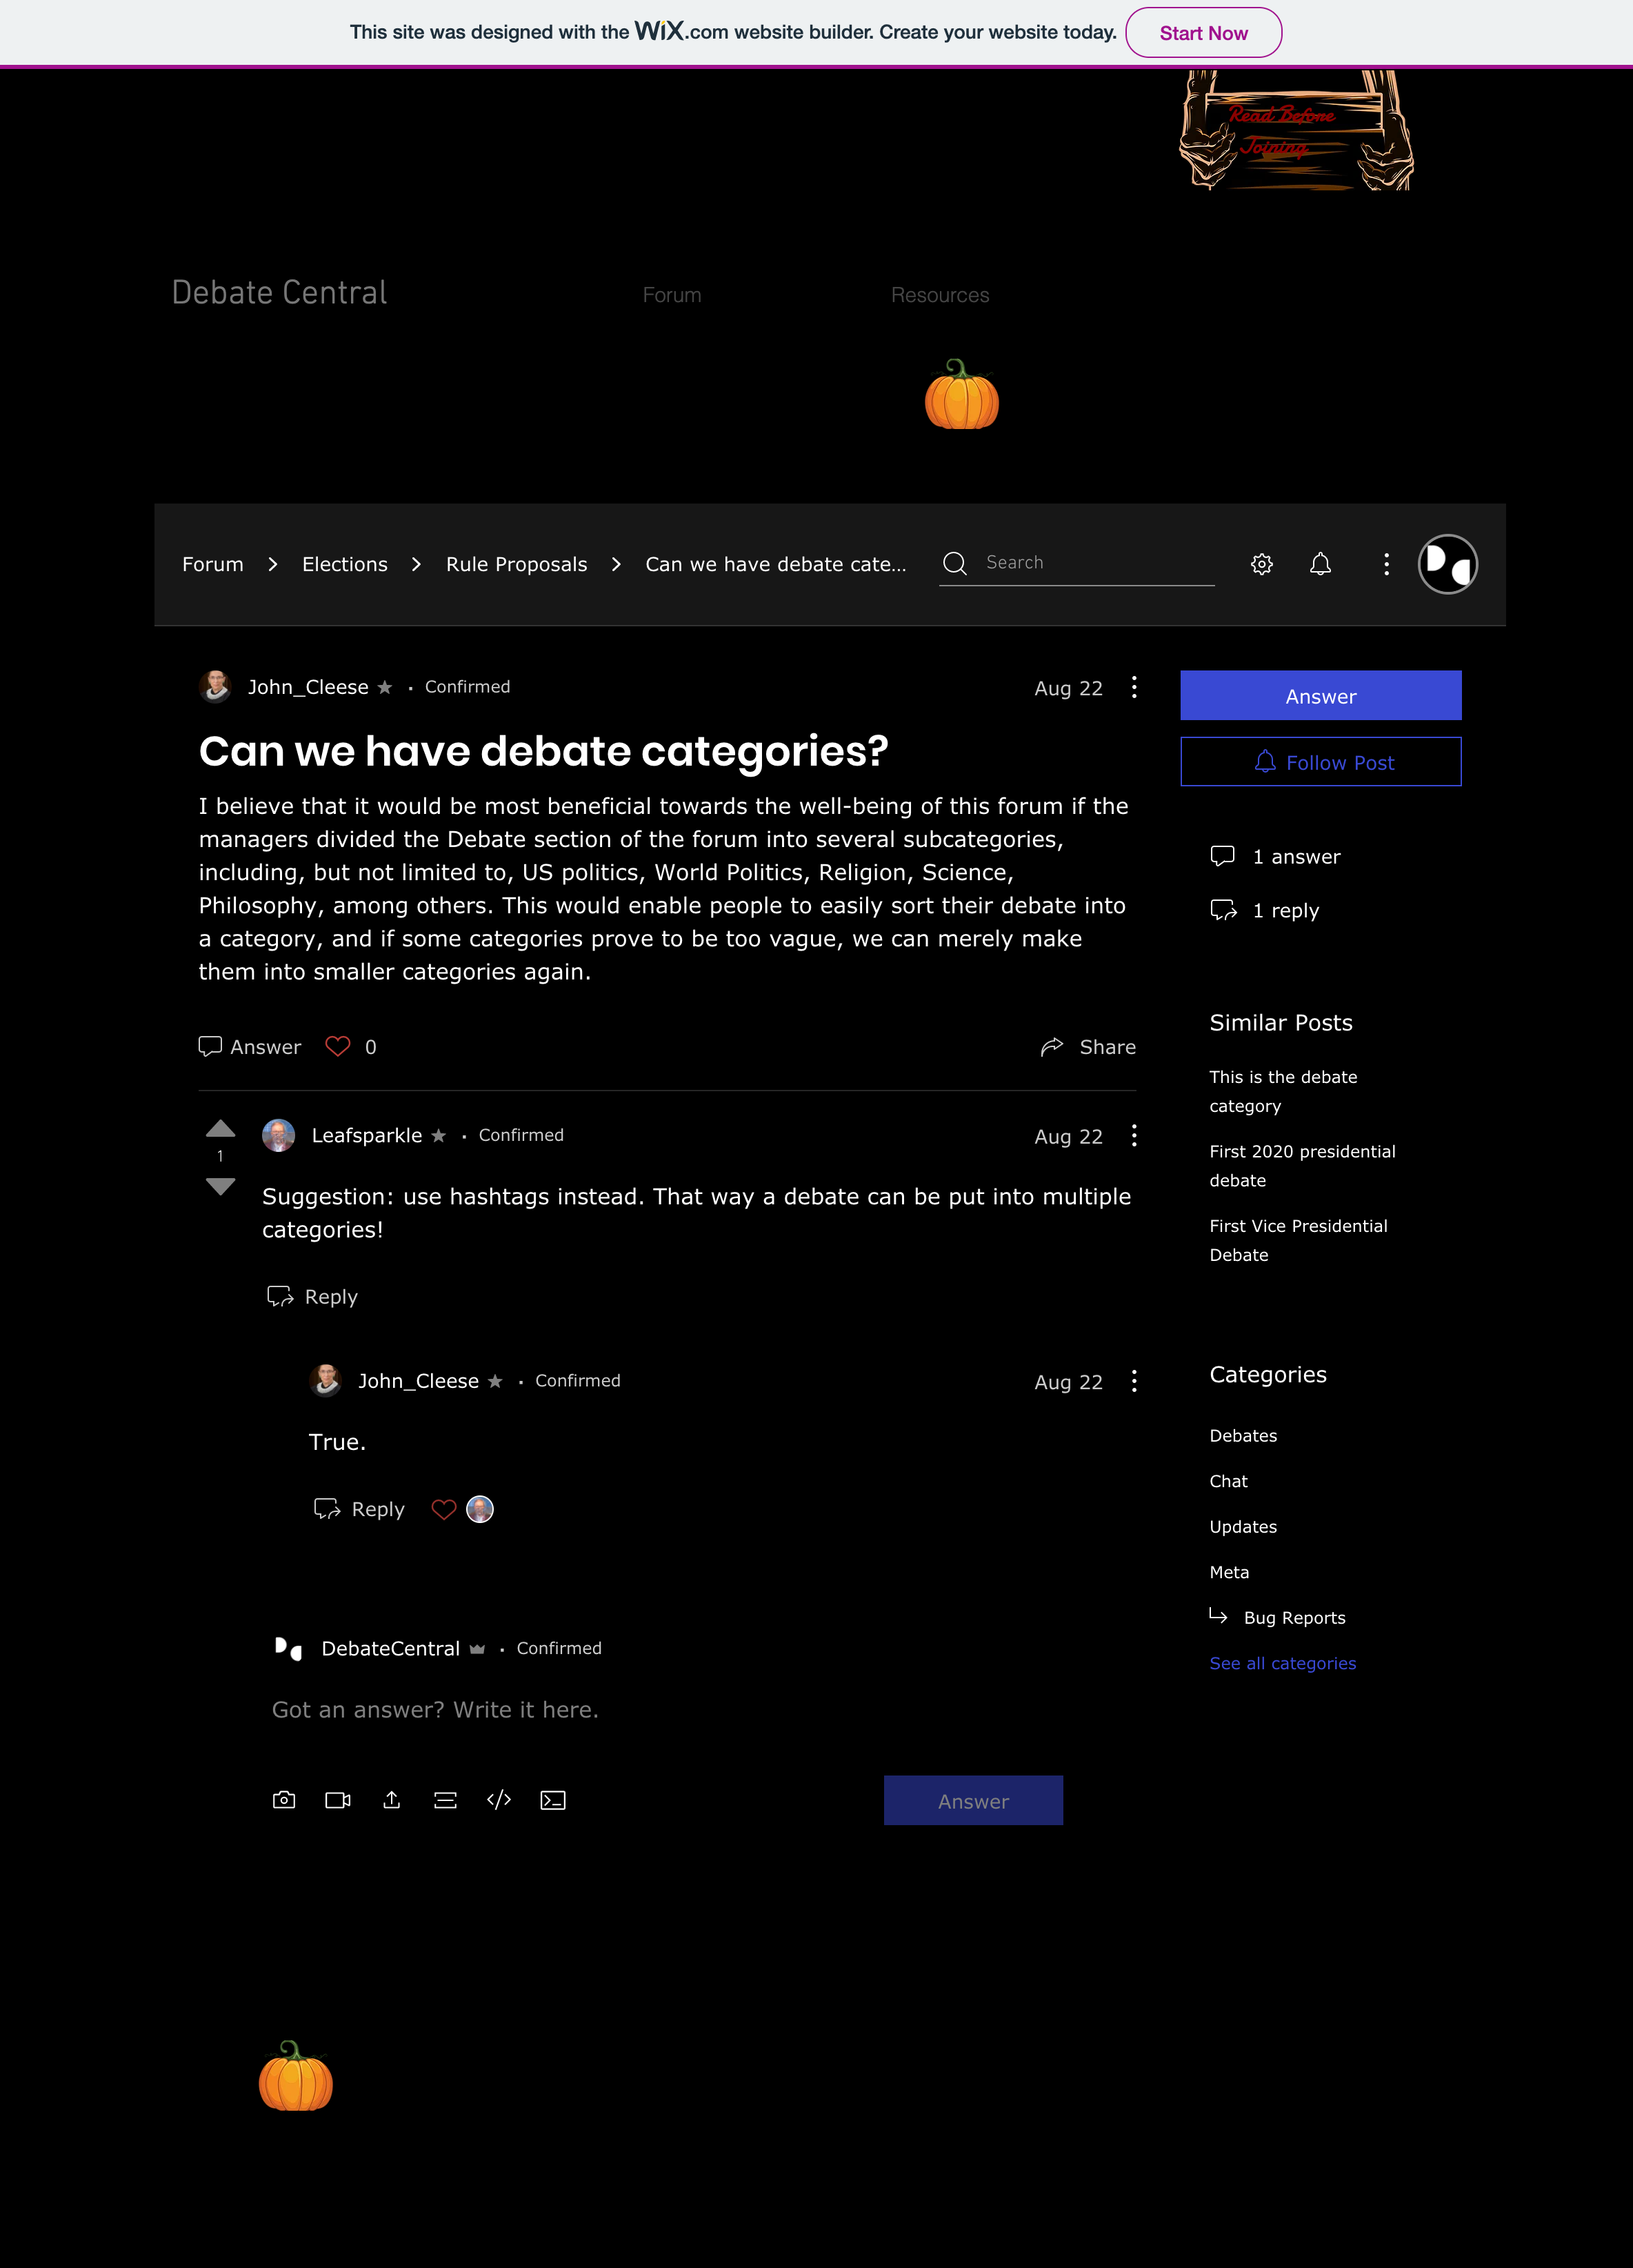 This site was designed with the WiX.com website builder. Create your website today. Start Now
Read Before
Joining
Debate Central Forum Resources
Forum Elections Rule Proposals Can we have debate cate... Search
John_Cleese · Confirmed Aug 22
Answer
Can we have debate categories?
Follow Post
I believe that it would be most beneficial towards the well-being of this forum if the
managers divided the Debate section of the forum into several subcategories,
including, but not limited to, US politics, World Politics, Religion, Science,
Philosophy, among others. This would enable people to easily sort their debate into
a category, and if some categories prove to be too vague, we can merely make
them into smaller categories again.
1 answer
1 reply
Answer 0 Share
Similar Posts
This is the debate
category
First 2020 presidential
debate
First Vice Presidential
Debate
1
Leafsparkle · Confirmed Aug 22
Suggestion: use hashtags instead. That way a debate can be put into multiple
categories!
Reply
John_Cleese · Confirmed Aug 22
True.
Reply
Categories
Debates
Chat
Updates
Meta
Bug Reports
See all categories
DebateCentral · Confirmed
Got an answer? Write it here.
Answer